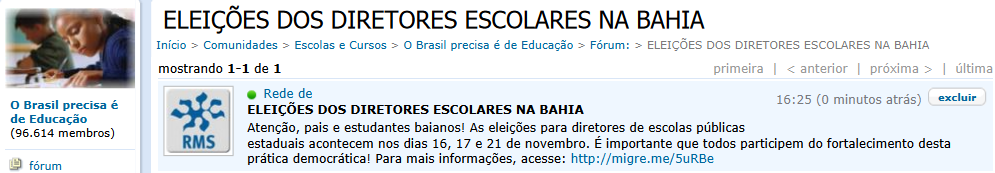 ELEIÇÕES DOS DIRETORES ESCOLARES NA BAHIA
Início > Comunidades > Escolas e Cursos > O Brasil precisa é de Educação > Fórum: > ELEIÇÕES DOS DIRETORES ESCOLARES NA BAHIA
mostrando 1-1 de 1
primeira | < anterior | próxima > | última
O Brasil precisa é
de Educação
(96.614 membros)
fórum
RMS
Rede de
16:25 (0 minutos atrás) excluir
ELEIÇÕES DOS DIRETORES ESCOLARES NA BAHIA
Atenção, pais e estudantes baianos! As eleições para diretores de escolas públicas
estaduais acontecem nos dias 16, 17 e 21 de novembro. É importante que todos participem do fortalecimento desta
prática democrática! Para mais informações, acesse: http://migre.me/5uRBe